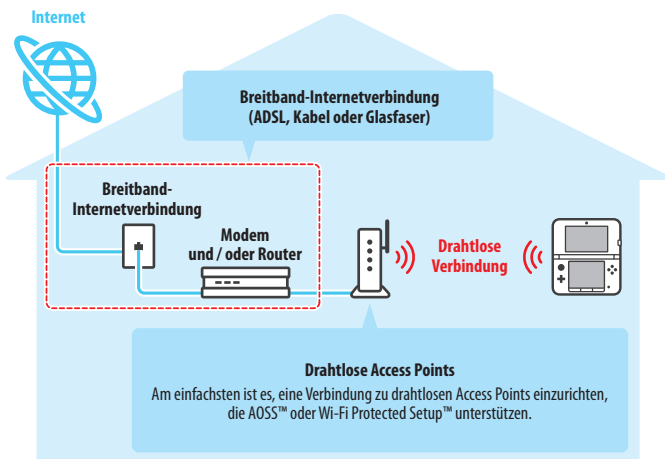 Internet
Breitband-Internetverbindung
(ADSL, Kabel oder Glasfaser)
Breitband-
Internetverbindung
Modem
und / oder Router
Drahtlose
Verbindung
Drahtlose Access Points
Am einfachsten ist es, eine Verbindung zu drahtlosen Access Points einzurichten,
die AOSS™ oder Wi-Fi Protected Setup™ unterstützen.